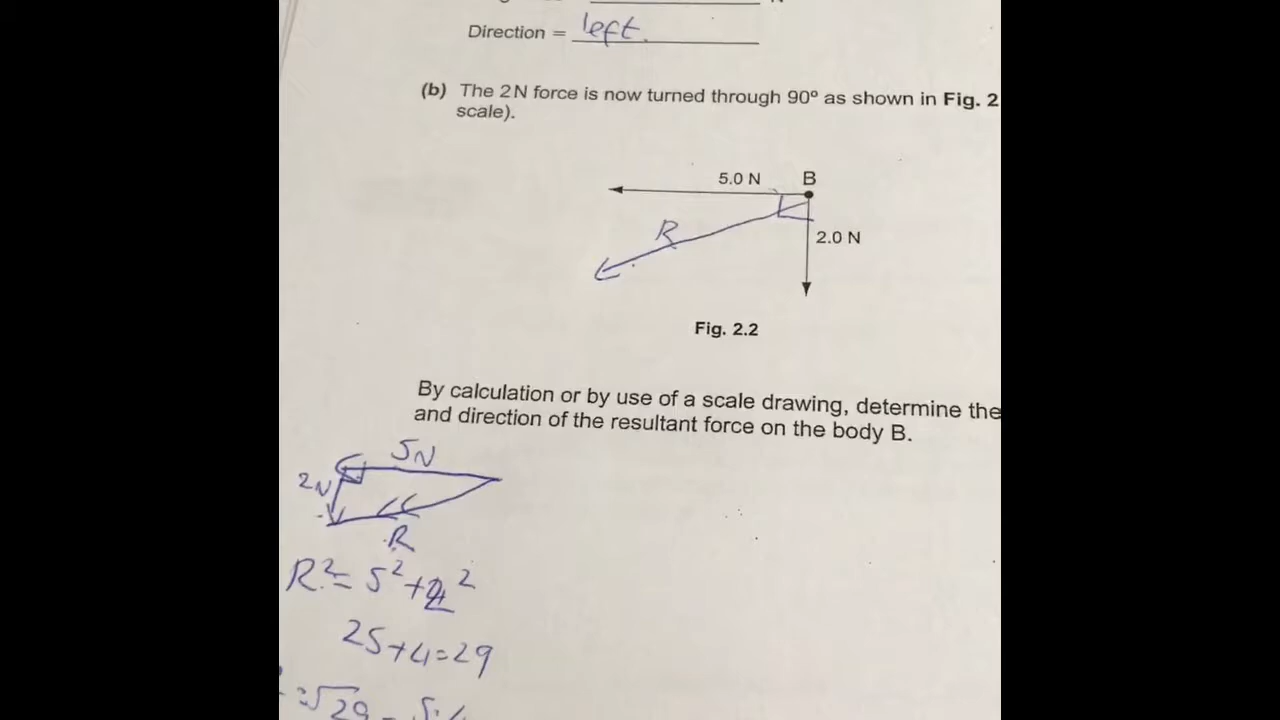 Direction = left.
(b) The 2N force is now turned through 90º as shown in Fig. 2
scale).
5.0 N B
R
2.0 N
Fig. 2.2
By calculation or by use of a scale drawing, determine the
and direction of the resultant force on the body B.
5N
2N
R
R² = 5² + 2²
25+4=29
= √29 =